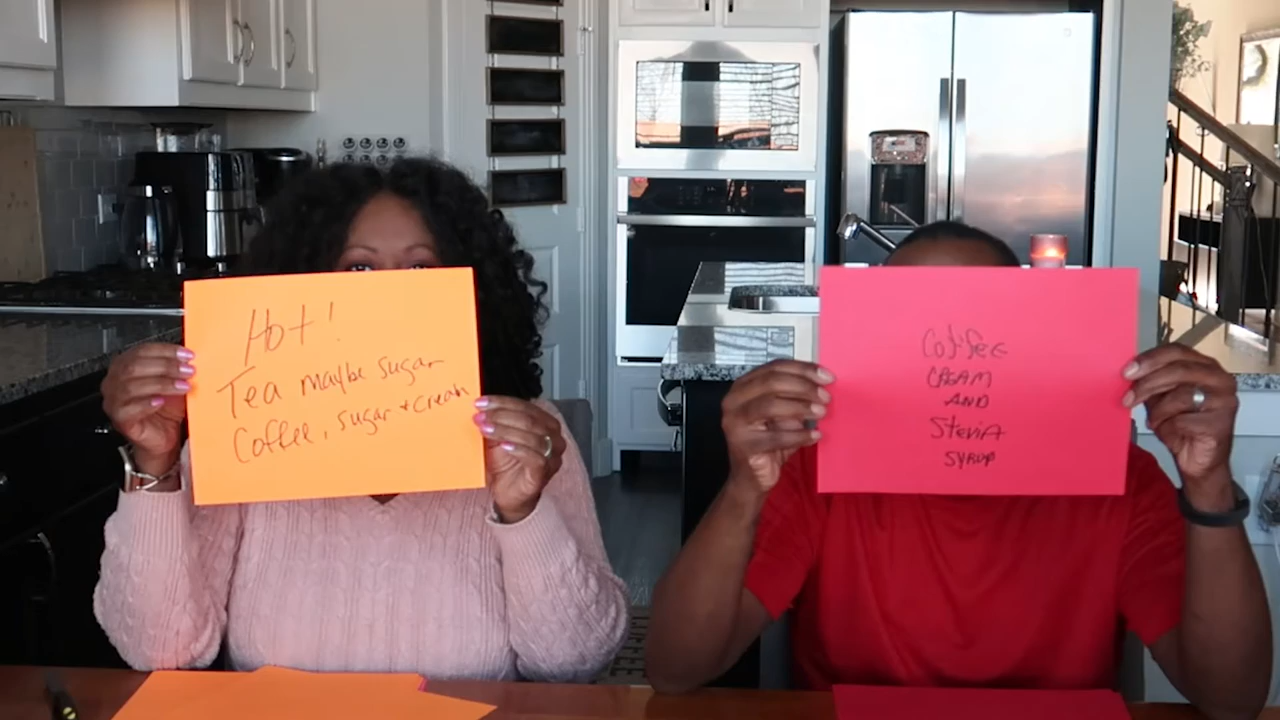 Hot!
Tea maybe sugar
Coffee, sugar + cream
Coffee
CREAM
AND
Stevia
SYRUP